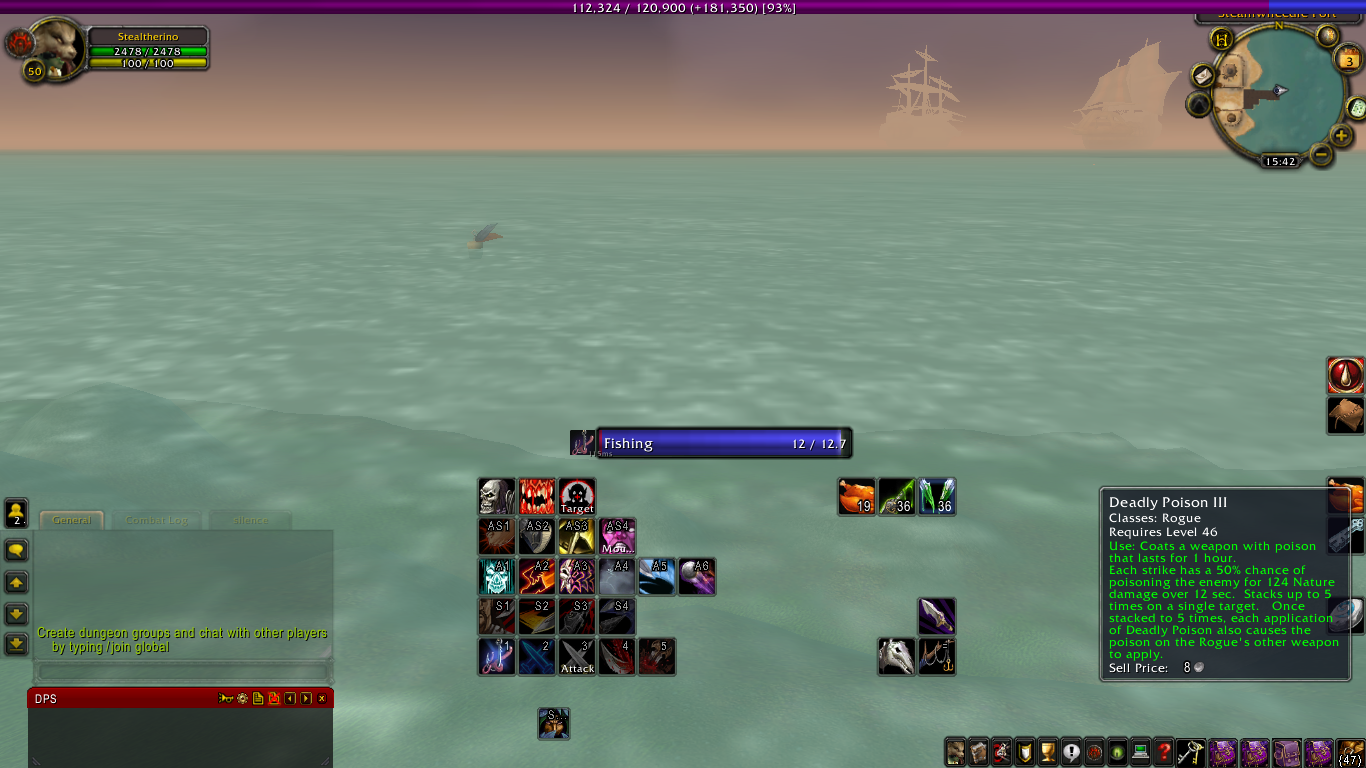 112,324 / 120,900 (+181,350) [93%]
Steamwheedle Port
N
Stealtherino
2478 / 2478
100 / 100
50
3
15:42
Fishing
12 / 12.7
Target
19
36
36
AS1
AS2
AS3
AS4
Mou...
A1
A2
A3
A4
A5
A6
S1
S2
S3
S4
1
2
3
4
5
Attack
S...
2
General
Combat Log
silence
Create dungeon groups and chat with other players
by typing /join global
DPS
Deadly Poison III
Classes: Rogue
Requires Level 46
Use: Coats a weapon with poison
that lasts for 1 hour.
Each strike has a 50% chance of
poisoning the enemy for 124 Nature
damage over 12 sec.  Stacks up to 5
times on a single target.  Once
stacked to 5 times, each application
of Deadly Poison also causes the
poison on the Rogue's other weapon
to apply.
Sell Price: 8
(47)